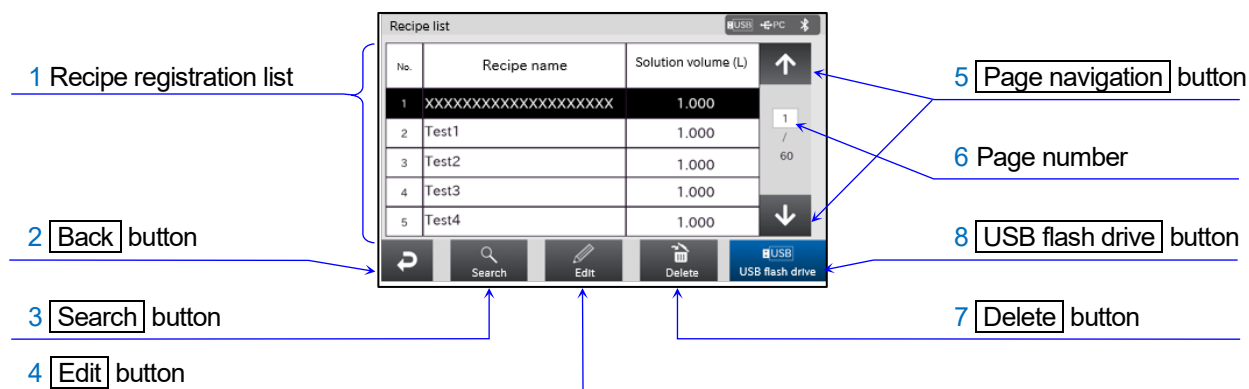 Recipe list
USB PC
No. Recipe name Solution volume (L)
1 XXXXXXXXXXXXXXXXXXXX 1.000
2 Test1 1.000
3 Test2 1.000
4 Test3 1.000
5 Test4 1.000
1
/
60
Search
Edit
Delete
USB
USB flash drive
1 Recipe registration list
2 Back button
3 Search button
4 Edit button
5 Page navigation button
6 Page number
8 USB flash drive button
7 Delete button